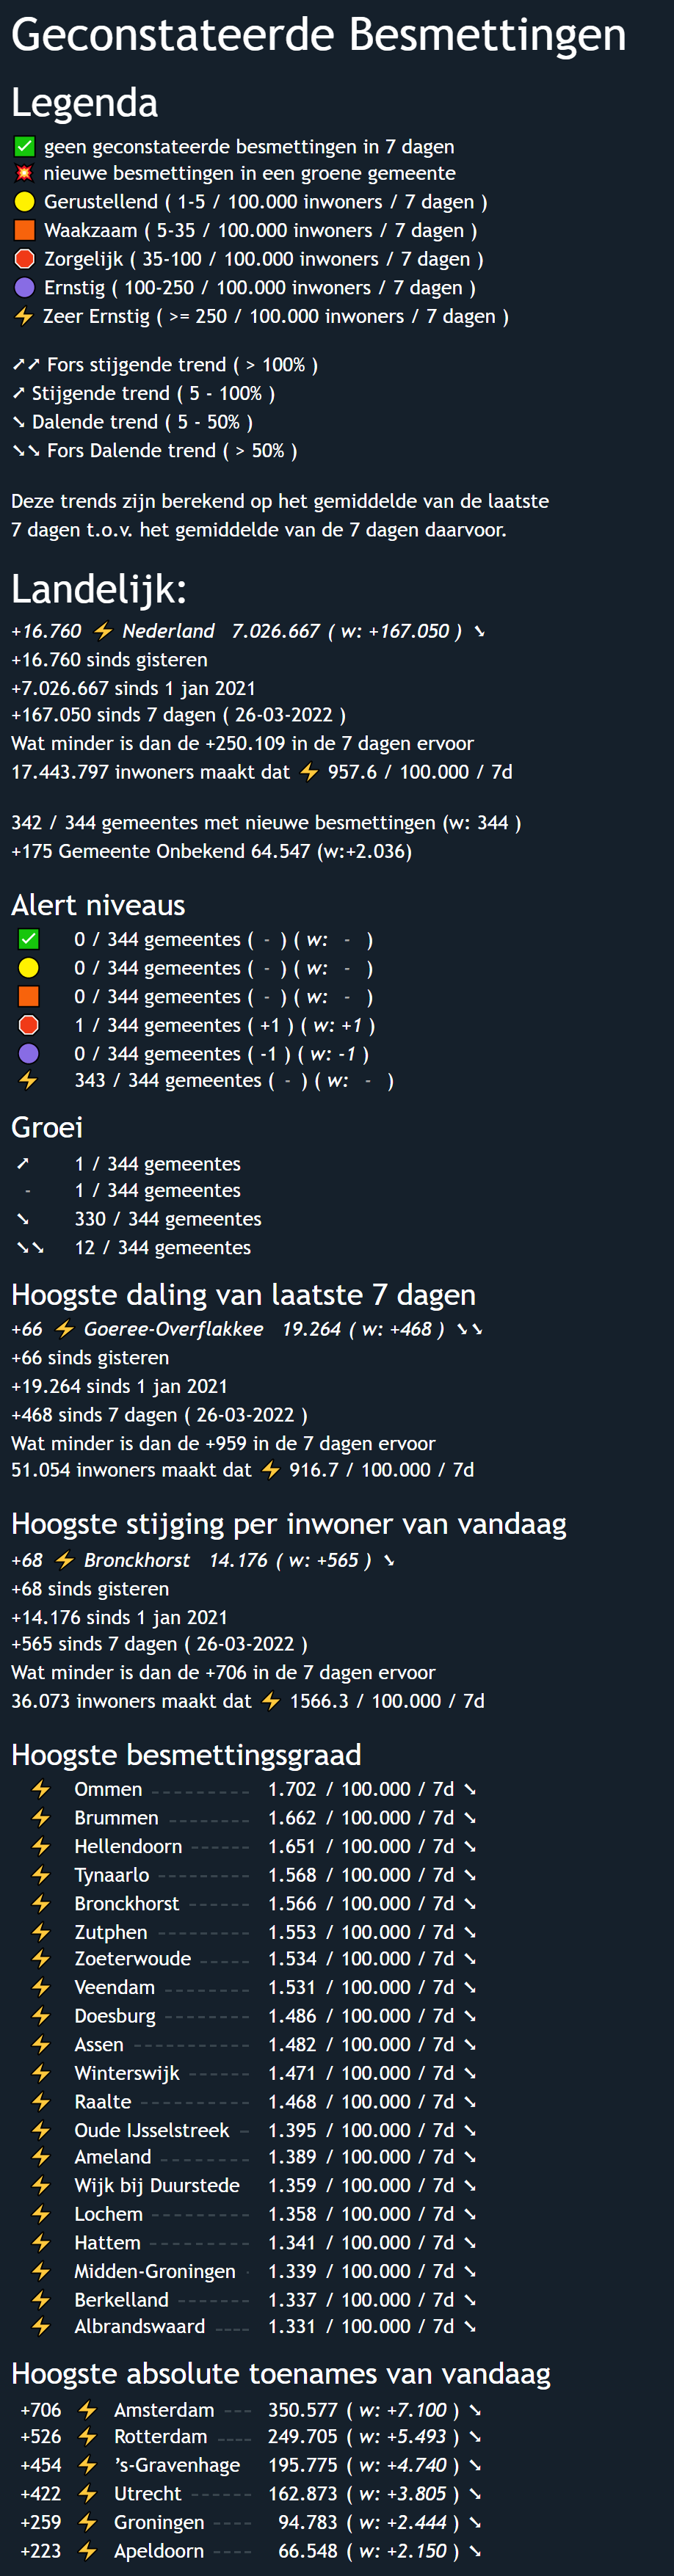 Geconstateerde Besmettingen
Legenda
✅ geen geconstateerde besmettingen in 7 dagen
💥 nieuwe besmettingen in een groene gemeente
🟡 Gerustellend ( 1-5 / 100.000 inwoners / 7 dagen )
🟧 Waakzaam ( 5-35 / 100.000 inwoners / 7 dagen )
🛑 Zorgelijk ( 35-100 / 100.000 inwoners / 7 dagen )
🟣 Ernstig ( 100-250 / 100.000 inwoners / 7 dagen )
⚡ Zeer Ernstig ( >= 250 / 100.000 inwoners / 7 dagen )
➚➚ Fors stijgende trend ( > 100% )
➚ Stijgende trend ( 5 - 100% )
➘ Dalende trend ( 5 - 50% )
➘➘ Fors Dalende trend ( > 50% )
Deze trends zijn berekend op het gemiddelde van de laatste
7 dagen t.o.v. het gemiddelde van de 7 dagen daarvoor.
Landelijk:
+16.760 ⚡ Nederland 7.026.667 ( w: +167.050 ) ➘
+16.760 sinds gisteren
+7.026.667 sinds 1 jan 2021
+167.050 sinds 7 dagen ( 26-03-2022 )
Wat minder is dan de +250.109 in de 7 dagen ervoor
17.443.797 inwoners maakt dat ⚡ 957.6 / 100.000 / 7d
342 / 344 gemeentes met nieuwe besmettingen (w: 344 )
+175 Gemeente Onbekend 64.547 (w:+2.036)
Alert niveaus
✅ 0 / 344 gemeentes ( - ) ( w: - )
🟡 0 / 344 gemeentes ( - ) ( w: - )
🟧 0 / 344 gemeentes ( - ) ( w: - )
🛑 1 / 344 gemeentes ( +1 ) ( w: +1 )
🟣 0 / 344 gemeentes ( -1 ) ( w: -1 )
⚡ 343 / 344 gemeentes ( - ) ( w: - )
Groei
➚ 1 / 344 gemeentes
- 1 / 344 gemeentes
➘ 330 / 344 gemeentes
➘➘ 12 / 344 gemeentes
Hoogste daling van laatste 7 dagen
+66 ⚡ Goeree-Overflakkee 19.264 ( w: +468 ) ➘➘
+66 sinds gisteren
+19.264 sinds 1 jan 2021
+468 sinds 7 dagen ( 26-03-2022 )
Wat minder is dan de +959 in de 7 dagen ervoor
51.054 inwoners maakt dat ⚡ 916.7 / 100.000 / 7d
Hoogste stijging per inwoner van vandaag
+68 ⚡ Bronckhorst 14.176 ( w: +565 ) ➘
+68 sinds gisteren
+14.176 sinds 1 jan 2021
+565 sinds 7 dagen ( 26-03-2022 )
Wat minder is dan de +706 in de 7 dagen ervoor
36.073 inwoners maakt dat ⚡ 1566.3 / 100.000 / 7d
Hoogste besmettingsgraad
⚡ Ommen 1.702 / 100.000 / 7d ➘
⚡ Brummen 1.662 / 100.000 / 7d ➘
⚡ Hellendoorn 1.651 / 100.000 / 7d ➘
⚡ Tynaarlo 1.568 / 100.000 / 7d ➘
⚡ Bronckhorst 1.566 / 100.000 / 7d ➘
⚡ Zutphen 1.553 / 100.000 / 7d ➘
⚡ Zoeterwoude 1.534 / 100.000 / 7d ➘
⚡ Veendam 1.531 / 100.000 / 7d ➘
⚡ Doesburg 1.486 / 100.000 / 7d ➘
⚡ Assen 1.482 / 100.000 / 7d ➘
⚡ Winterswijk 1.471 / 100.000 / 7d ➘
⚡ Raalte 1.468 / 100.000 / 7d ➘
⚡ Oude IJsselstreek 1.395 / 100.000 / 7d ➘
⚡ Ameland 1.389 / 100.000 / 7d ➘
⚡ Wijk bij Duurstede 1.359 / 100.000 / 7d ➘
⚡ Lochem 1.358 / 100.000 / 7d ➘
⚡ Hattem 1.341 / 100.000 / 7d ➘
⚡ Midden-Groningen 1.339 / 100.000 / 7d ➘
⚡ Berkelland 1.337 / 100.000 / 7d ➘
⚡ Albrandswaard 1.331 / 100.000 / 7d ➘
Hoogste absolute toenames van vandaag
+706 ⚡ Amsterdam 350.577 ( w: +7.100 ) ➘
+526 ⚡ Rotterdam 249.705 ( w: +5.493 ) ➘
+454 ⚡ 's-Gravenhage 195.775 ( w: +4.740 ) ➘
+422 ⚡ Utrecht 162.873 ( w: +3.805 ) ➘
+259 ⚡ Groningen 94.783 ( w: +2.444 ) ➘
+223 ⚡ Apeldoorn 66.548 ( w: +2.150 ) ➘